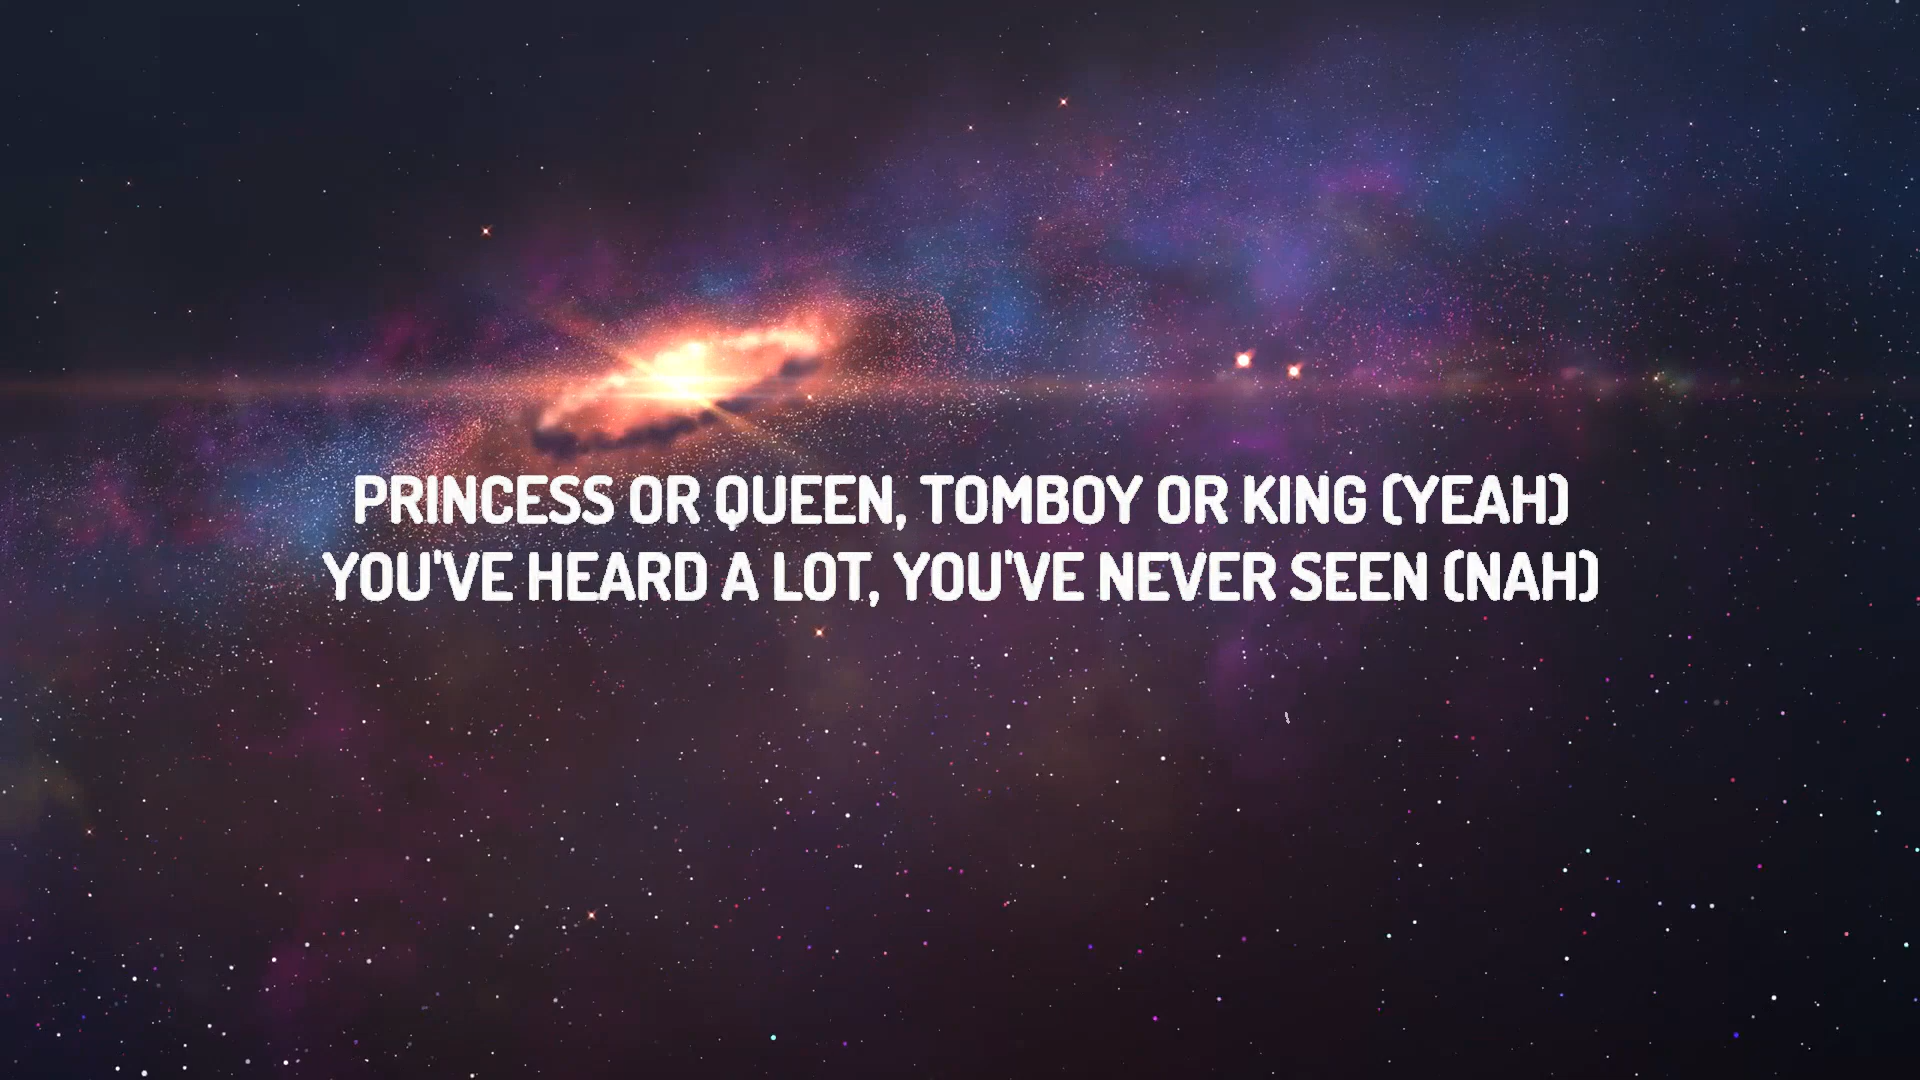 PRINCESS OR QUEEN, TOMBOY OR KING (YEAH)
YOU'VE HEARD A LOT, YOU'VE NEVER SEEN (NAH)